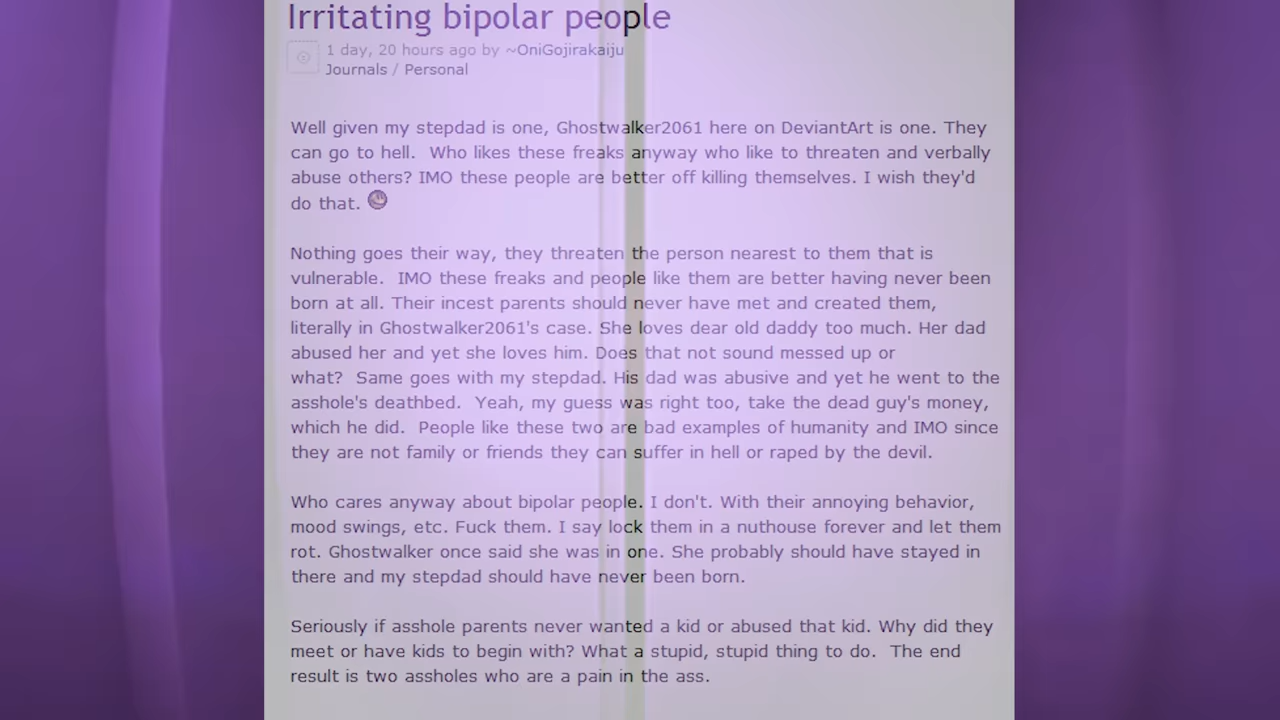 Irritating bipolar people
1 day, 20 hours ago by ~OniGojirakaiju
Journals / Personal
Well given my stepdad is one, Ghostwalker2061 here on DeviantArt is one. They
can go to hell.  Who likes these freaks anyway who like to threaten and verbally
abuse others? IMO these people are better off killing themselves. I wish they'd
do that.
Nothing goes their way, they threaten the person nearest to them that is
vulnerable.  IMO these freaks and people like them are better having never been
born at all. Their incest parents should never have met and created them,
literally in Ghostwalker2061's case. She loves dear old daddy too much. Her dad
abused her and yet she loves him. Does that not sound messed up or
what?  Same goes with my stepdad. His dad was abusive and yet he went to the
asshole's deathbed.  Yeah, my guess was right too, take the dead guy's money,
which he did.  People like these two are bad examples of humanity and IMO since
they are not family or friends they can suffer in hell or raped by the devil.
Who cares anyway about bipolar people. I don't. With their annoying behavior,
mood swings, etc. Fuck them. I say lock them in a nuthouse forever and let them
rot. Ghostwalker once said she was in one. She probably should have stayed in
there and my stepdad should have never been born.
Seriously if asshole parents never wanted a kid or abused that kid. Why did they
meet or have kids to begin with? What a stupid, stupid thing to do.  The end
result is two assholes who are a pain in the ass.